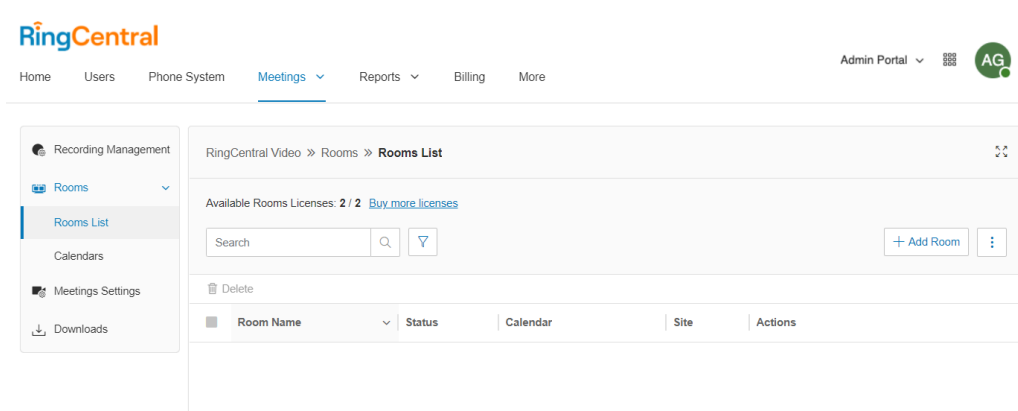 RingCentral
Admin Portal
AG
Home Users Phone System Meetings Reports Billing More
Recording Management
Rooms
Rooms List
Calendars
Meetings Settings
Downloads
RingCentral Video » Rooms » Rooms List
Available Rooms Licenses: 2 / 2 Buy more licenses
Search
+ Add Room
Delete
Room Name Status Calendar Site Actions